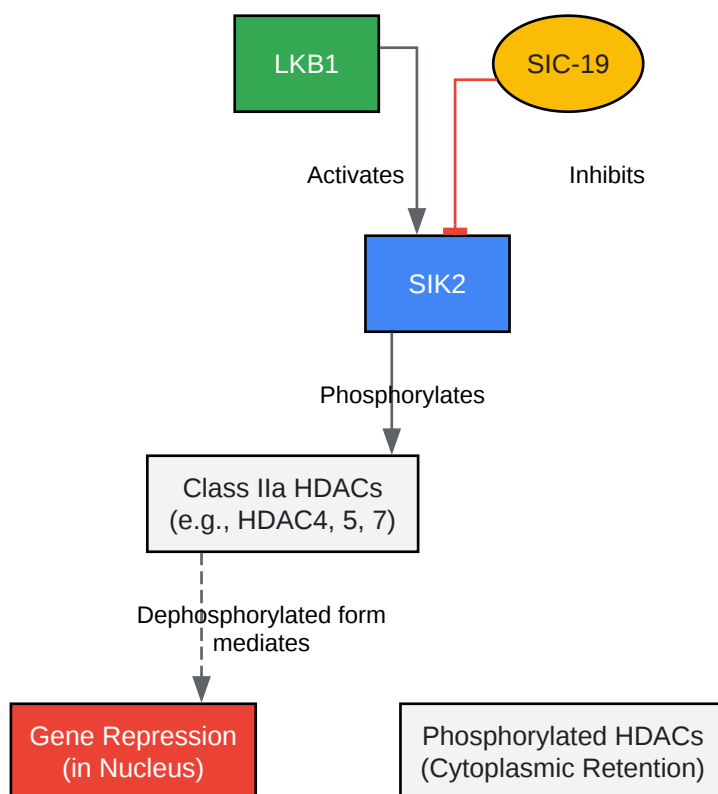 LKB1
SIC-19
Activates
Inhibits
SIK2
Phosphorylates
Class IIa HDACs
(e.g., HDAC4, 5, 7)
Dephosphorylated form
mediates
Gene Repression
(in Nucleus)
Phosphorylated HDACs
(Cytoplasmic Retention)